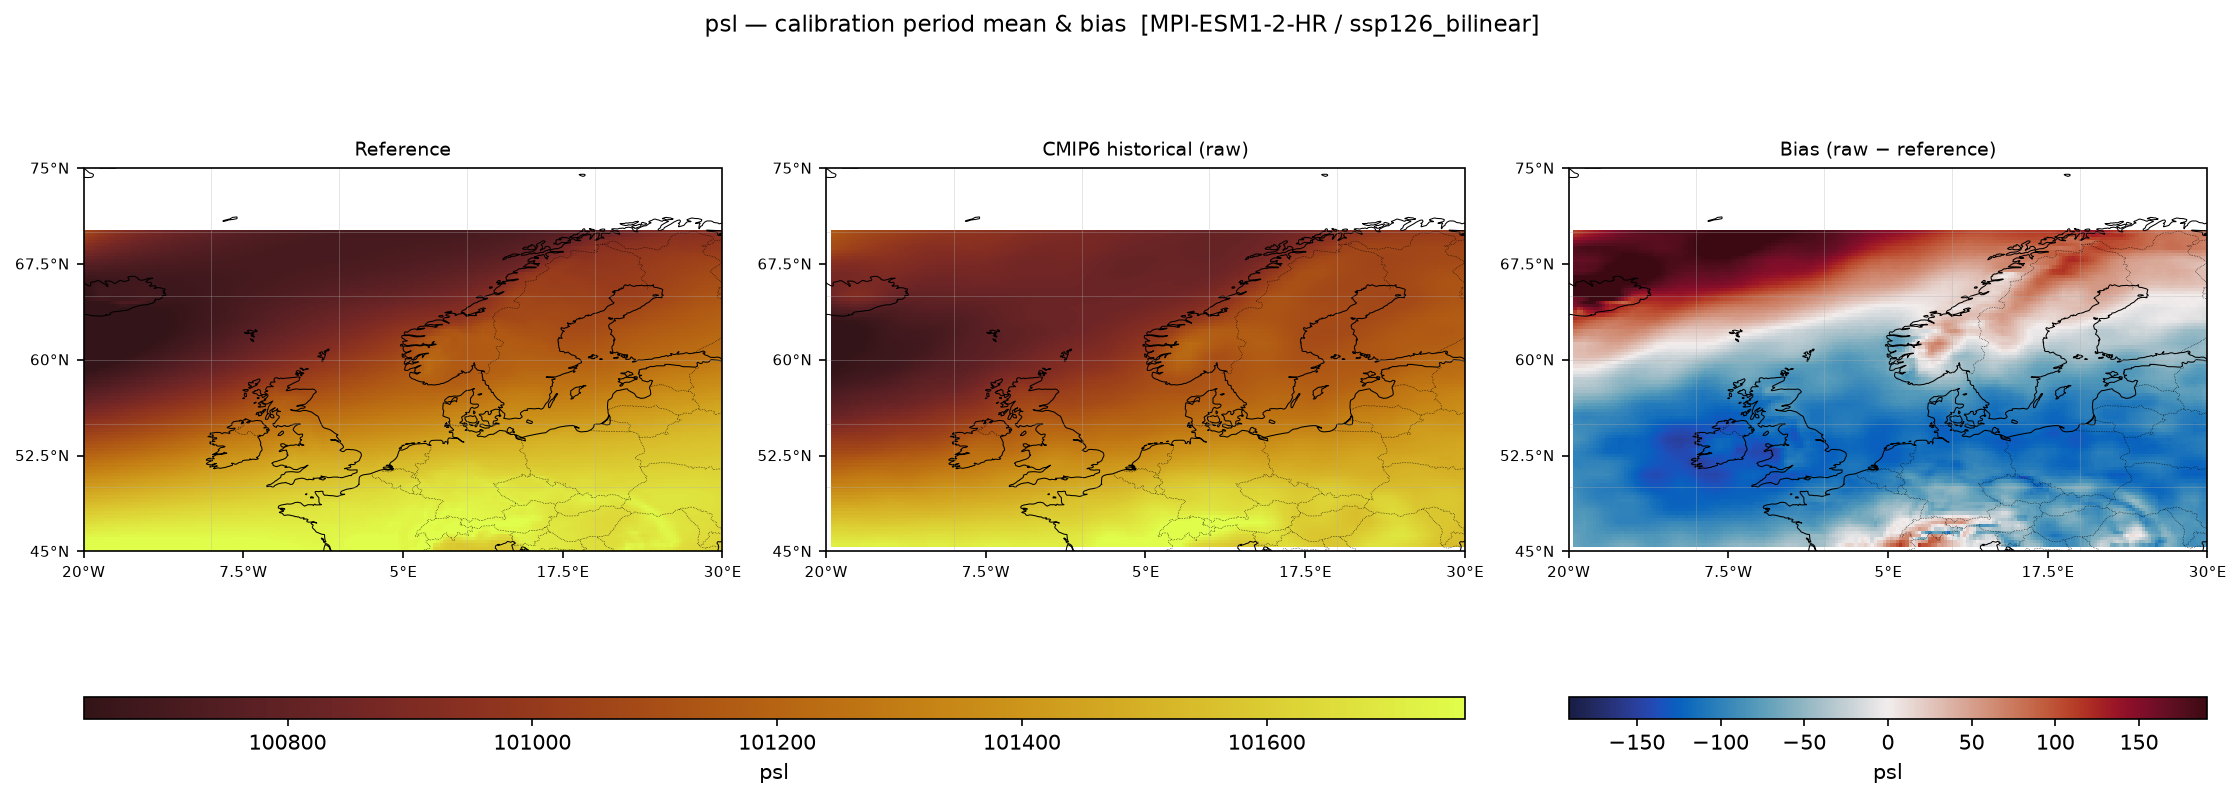 psl — calibration period mean & bias  [MPI-ESM1-2-HR / ssp126_bilinear]
Reference
CMIP6 historical (raw)
Bias (raw − reference)
75°N
67.5°N
60°N
52.5°N
45°N
20°W 7.5°W 5°E 17.5°E 30°E
75°N
67.5°N
60°N
52.5°N
45°N
20°W 7.5°W 5°E 17.5°E 30°E
75°N
67.5°N
60°N
52.5°N
45°N
20°W 7.5°W 5°E 17.5°E 30°E
100800 101000 101200 101400 101600
psl
−150 −100 −50 0 50 100 150
psl